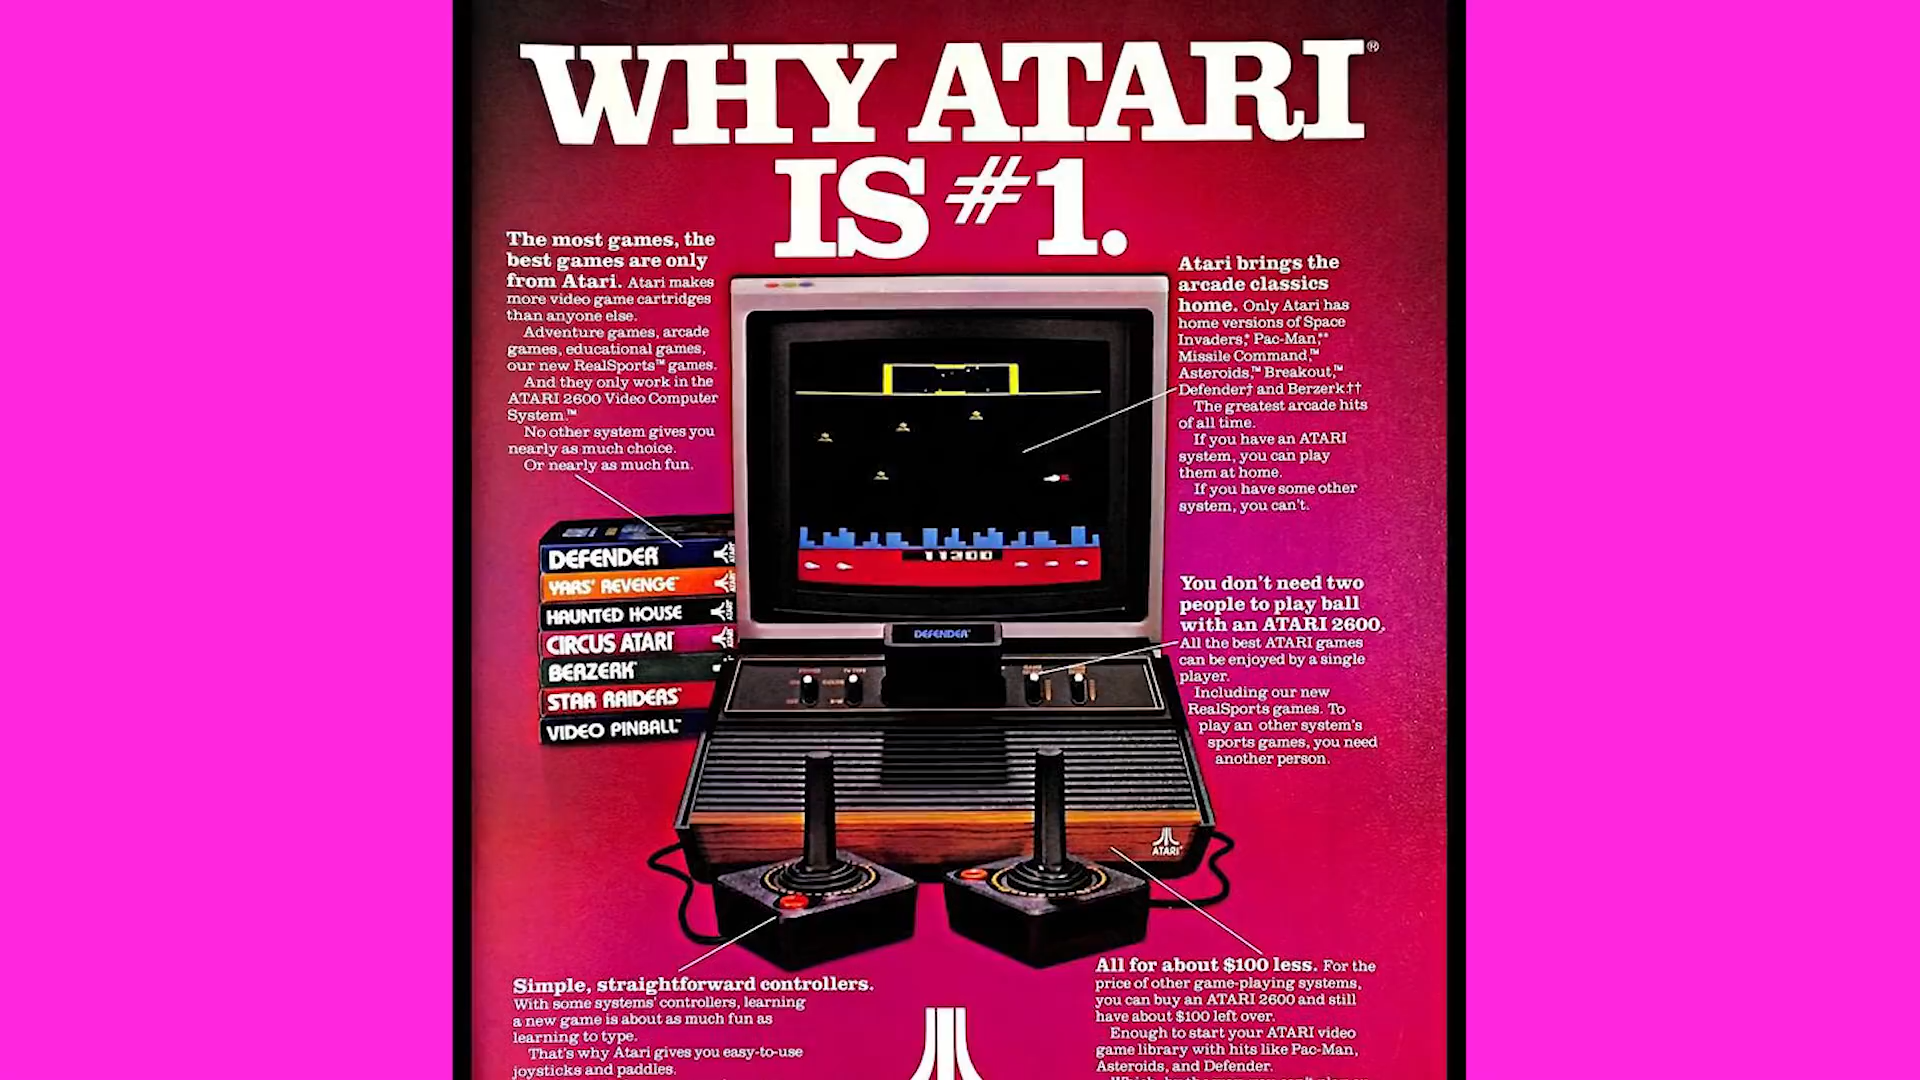 WHY ATARI®
IS #1.
The most games, the
best games are only
from Atari. Atari makes
more video game cartridges
than anyone else.
Adventure games, arcade
games, educational games,
our new RealSports™ games.
And they only work in the
ATARI 2600 Video Computer
System.™
No other system gives you
nearly as much choice.
Or nearly as much fun.
Atari brings the
arcade classics
home. Only Atari has
home versions of Space
Invaders,* Pac-Man,**
Missile Command,™
Asteroids,™ Breakout,™
Defender† and Berzerk.††
The greatest arcade hits
of all time.
If you have an ATARI
system, you can play
them at home.
If you have some other
system, you can't.
11200
DEFENDER
YARS' REVENGE™
HAUNTED HOUSE
CIRCUS ATARI™
BERZERK
STAR RAIDERS
VIDEO PINBALL™
DEFENDER
You don't need two
people to play ball
with an ATARI 2600.
All the best ATARI games
can be enjoyed by a single
player.
Including our new
RealSports games. To
play an other system's
sports games, you need
another person.
ATARI
Simple, straightforward controllers.
With some systems' controllers, learning
a new game is about as much fun as
learning to type.
That's why Atari gives you easy-to-use
joysticks and paddles.
All for about $100 less. For the
price of other game-playing systems,
you can buy an ATARI 2600 and still
have about $100 left over.
Enough to start your ATARI video
game library with hits like Pac-Man,
Asteroids, and Defender.